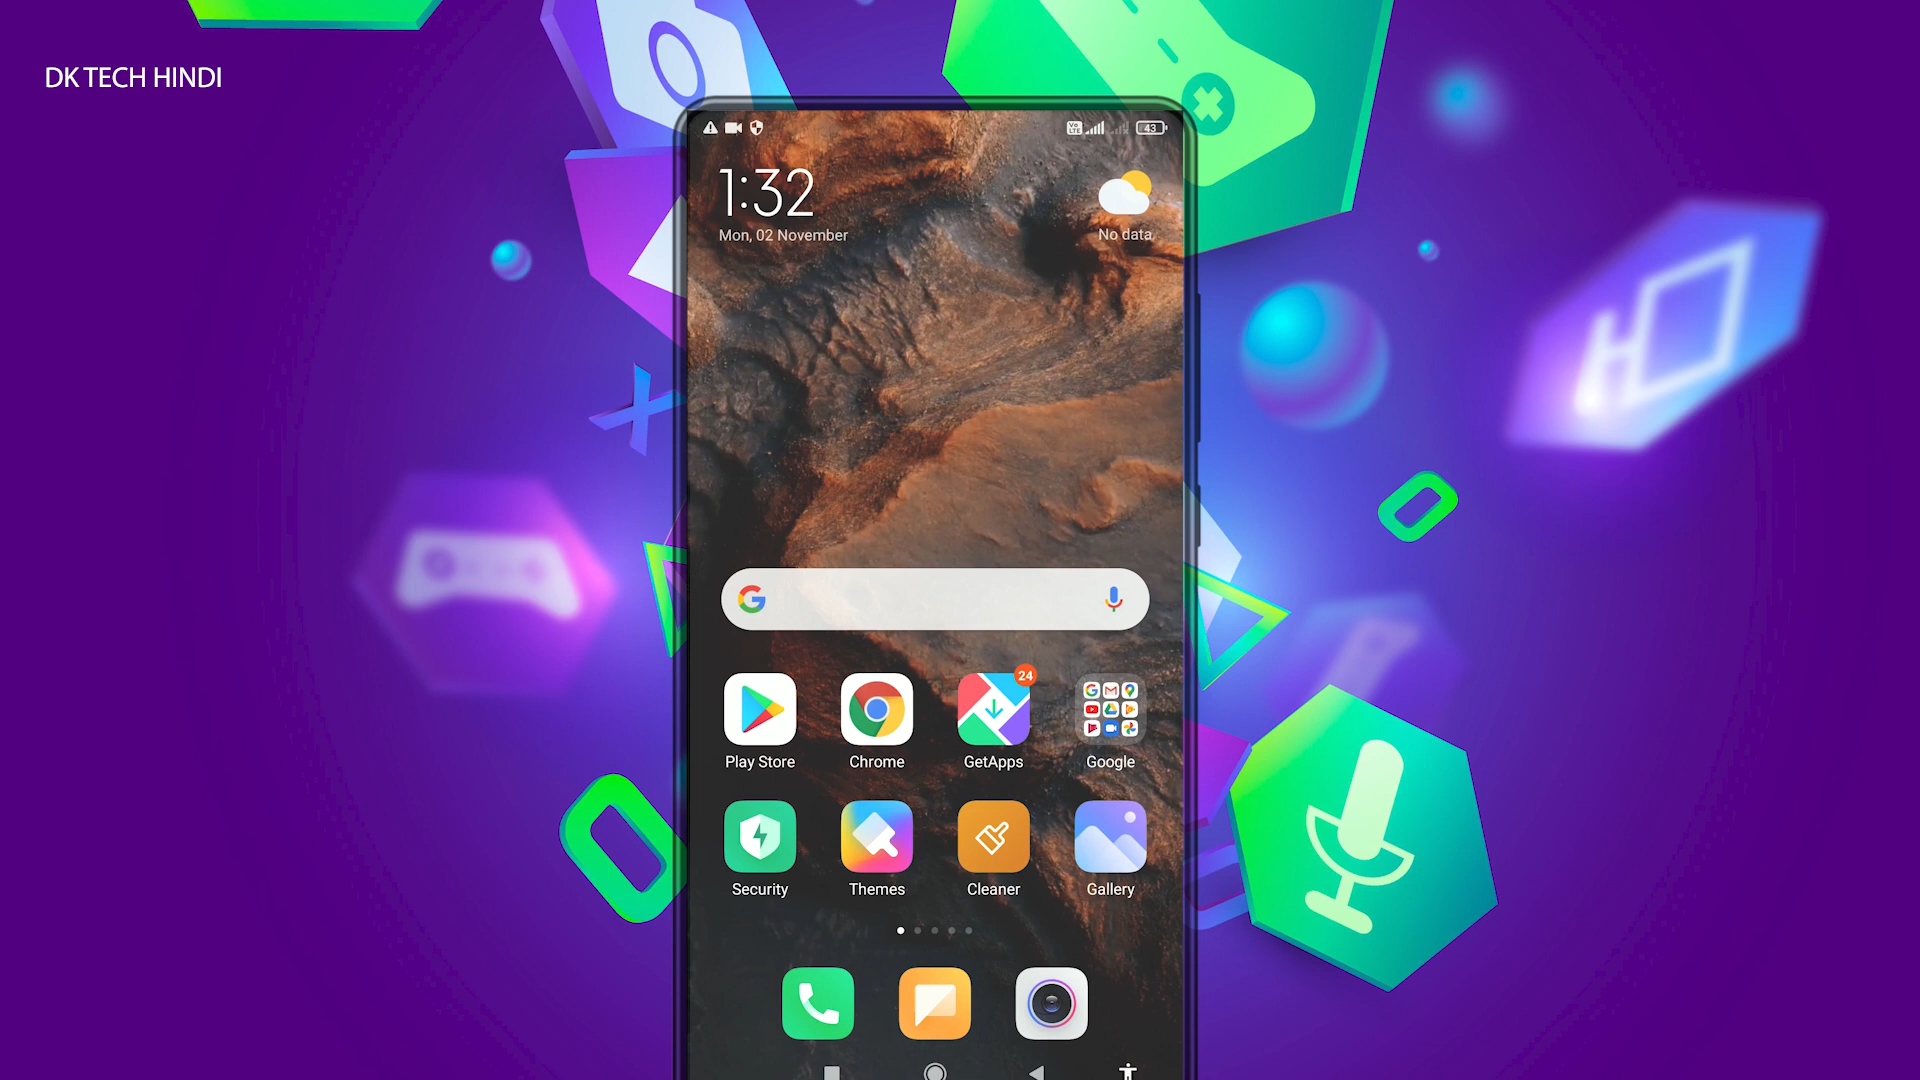 DK TECH HINDI
43
1:32
Mon, 02 November
No data
24
Play Store
Chrome
GetApps
Google
Security
Themes
Cleaner
Gallery